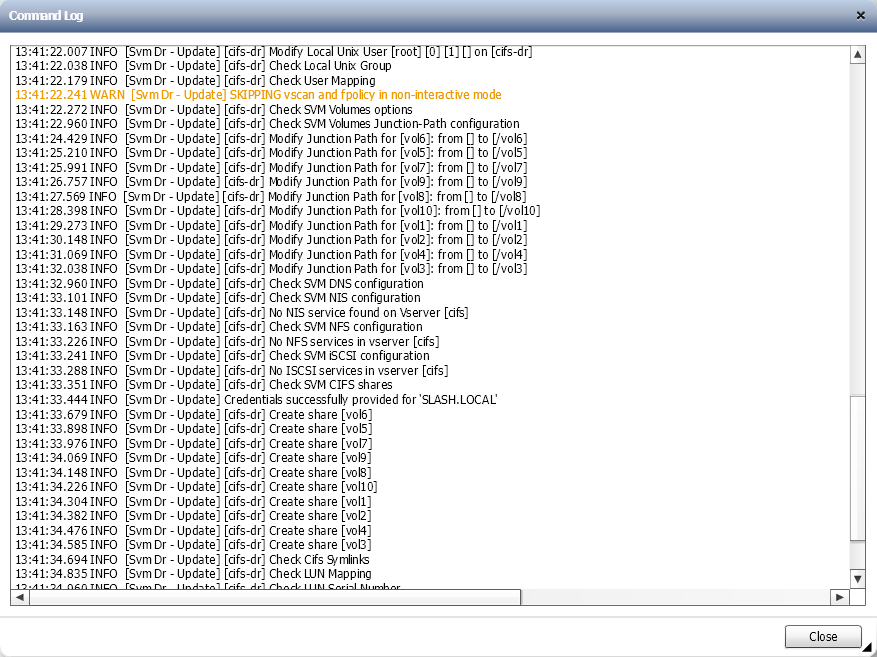 Command Log
13:41:22.007 INFO [Svm Dr - Update] [cifs-dr] Modify Local Unix User [root] [0] [1] [] on [cifs-dr]
13:41:22.038 INFO [Svm Dr - Update] [cifs-dr] Check Local Unix Group
13:41:22.179 INFO [Svm Dr - Update] [cifs-dr] Check User Mapping
13:41:22.241 WARN [Svm Dr - Update] SKIPPING vscan and fpolicy in non-interactive mode
13:41:22.272 INFO [Svm Dr - Update] [cifs-dr] Check SVM Volumes options
13:41:22.960 INFO [Svm Dr - Update] [cifs-dr] Check SVM Volumes Junction-Path configuration
13:41:24.429 INFO [Svm Dr - Update] [cifs-dr] Modify Junction Path for [vol6]: from [] to [/vol6]
13:41:25.210 INFO [Svm Dr - Update] [cifs-dr] Modify Junction Path for [vol5]: from [] to [/vol5]
13:41:25.991 INFO [Svm Dr - Update] [cifs-dr] Modify Junction Path for [vol7]: from [] to [/vol7]
13:41:26.757 INFO [Svm Dr - Update] [cifs-dr] Modify Junction Path for [vol9]: from [] to [/vol9]
13:41:27.569 INFO [Svm Dr - Update] [cifs-dr] Modify Junction Path for [vol8]: from [] to [/vol8]
13:41:28.398 INFO [Svm Dr - Update] [cifs-dr] Modify Junction Path for [vol10]: from [] to [/vol10]
13:41:29.273 INFO [Svm Dr - Update] [cifs-dr] Modify Junction Path for [vol1]: from [] to [/vol1]
13:41:30.148 INFO [Svm Dr - Update] [cifs-dr] Modify Junction Path for [vol2]: from [] to [/vol2]
13:41:31.069 INFO [Svm Dr - Update] [cifs-dr] Modify Junction Path for [vol4]: from [] to [/vol4]
13:41:32.038 INFO [Svm Dr - Update] [cifs-dr] Modify Junction Path for [vol3]: from [] to [/vol3]
13:41:32.960 INFO [Svm Dr - Update] [cifs-dr] Check SVM DNS configuration
13:41:33.101 INFO [Svm Dr - Update] [cifs-dr] Check SVM NIS configuration
13:41:33.148 INFO [Svm Dr - Update] [cifs-dr] No NIS service found on Vserver [cifs]
13:41:33.163 INFO [Svm Dr - Update] [cifs-dr] Check SVM NFS configuration
13:41:33.226 INFO [Svm Dr - Update] [cifs-dr] No NFS services in vserver [cifs]
13:41:33.241 INFO [Svm Dr - Update] [cifs-dr] Check SVM iSCSI configuration
13:41:33.288 INFO [Svm Dr - Update] [cifs-dr] No ISCSI services in vserver [cifs]
13:41:33.351 INFO [Svm Dr - Update] [cifs-dr] Check SVM CIFS shares
13:41:33.444 INFO [Svm Dr - Update] Credentials successfully provided for 'SLASH.LOCAL'
13:41:33.679 INFO [Svm Dr - Update] [cifs-dr] Create share [vol6]
13:41:33.898 INFO [Svm Dr - Update] [cifs-dr] Create share [vol5]
13:41:33.976 INFO [Svm Dr - Update] [cifs-dr] Create share [vol7]
13:41:34.069 INFO [Svm Dr - Update] [cifs-dr] Create share [vol9]
13:41:34.148 INFO [Svm Dr - Update] [cifs-dr] Create share [vol8]
13:41:34.226 INFO [Svm Dr - Update] [cifs-dr] Create share [vol10]
13:41:34.304 INFO [Svm Dr - Update] [cifs-dr] Create share [vol1]
13:41:34.382 INFO [Svm Dr - Update] [cifs-dr] Create share [vol2]
13:41:34.476 INFO [Svm Dr - Update] [cifs-dr] Create share [vol4]
13:41:34.585 INFO [Svm Dr - Update] [cifs-dr] Create share [vol3]
13:41:34.694 INFO [Svm Dr - Update] [cifs-dr] Check Cifs Symlinks
13:41:34.835 INFO [Svm Dr - Update] [cifs-dr] Check LUN Mapping
13:41:34.960 INFO [Svm Dr - Update] [cifs-dr] Check LUN Serial Number
Close